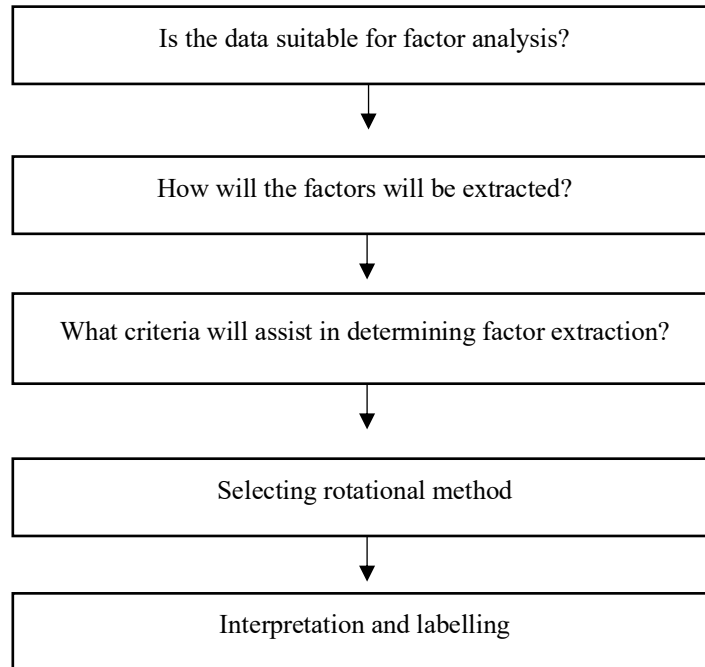 Is the data suitable for factor analysis?
How will the factors will be extracted?
What criteria will assist in determining factor extraction?
Selecting rotational method
Interpretation and labelling